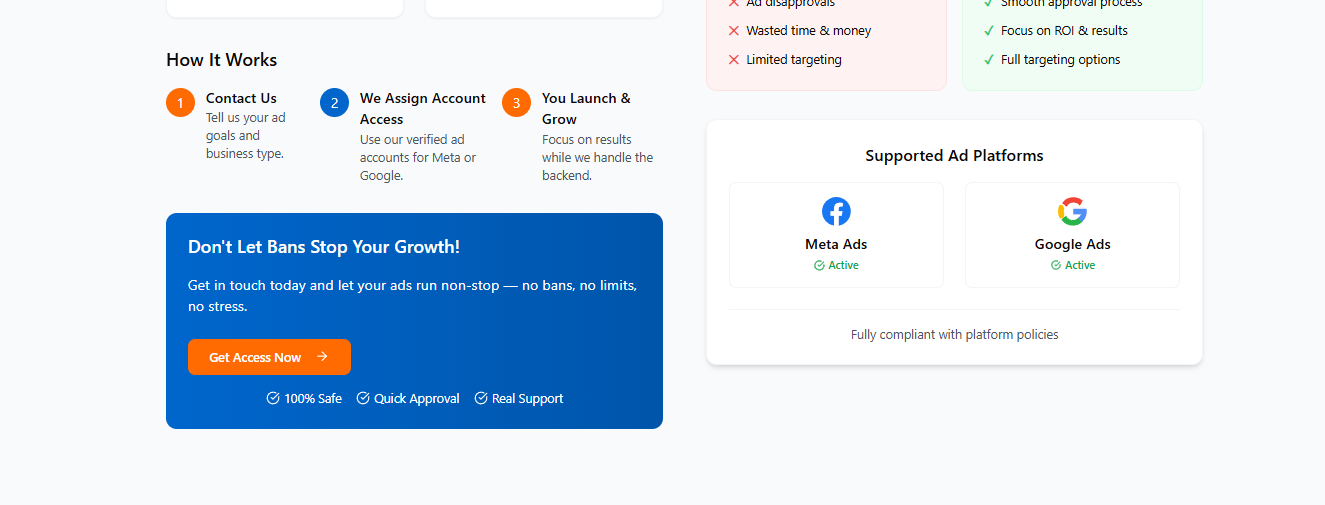 How It Works
1
Contact Us
Tell us your ad
goals and
business type.
2
We Assign Account
Access
Use our verified ad
accounts for Meta or
Google.
3
You Launch &
Grow
Focus on results
while we handle the
backend.
Don't Let Bans Stop Your Growth!
Get in touch today and let your ads run non-stop — no bans, no limits,
no stress.
Get Access Now
100% Safe
Quick Approval
Real Support
Ad disapprovals
Wasted time & money
Limited targeting
Smooth approval process
Focus on ROI & results
Full targeting options
Supported Ad Platforms
Meta Ads
Active
Google Ads
Active
Fully compliant with platform policies